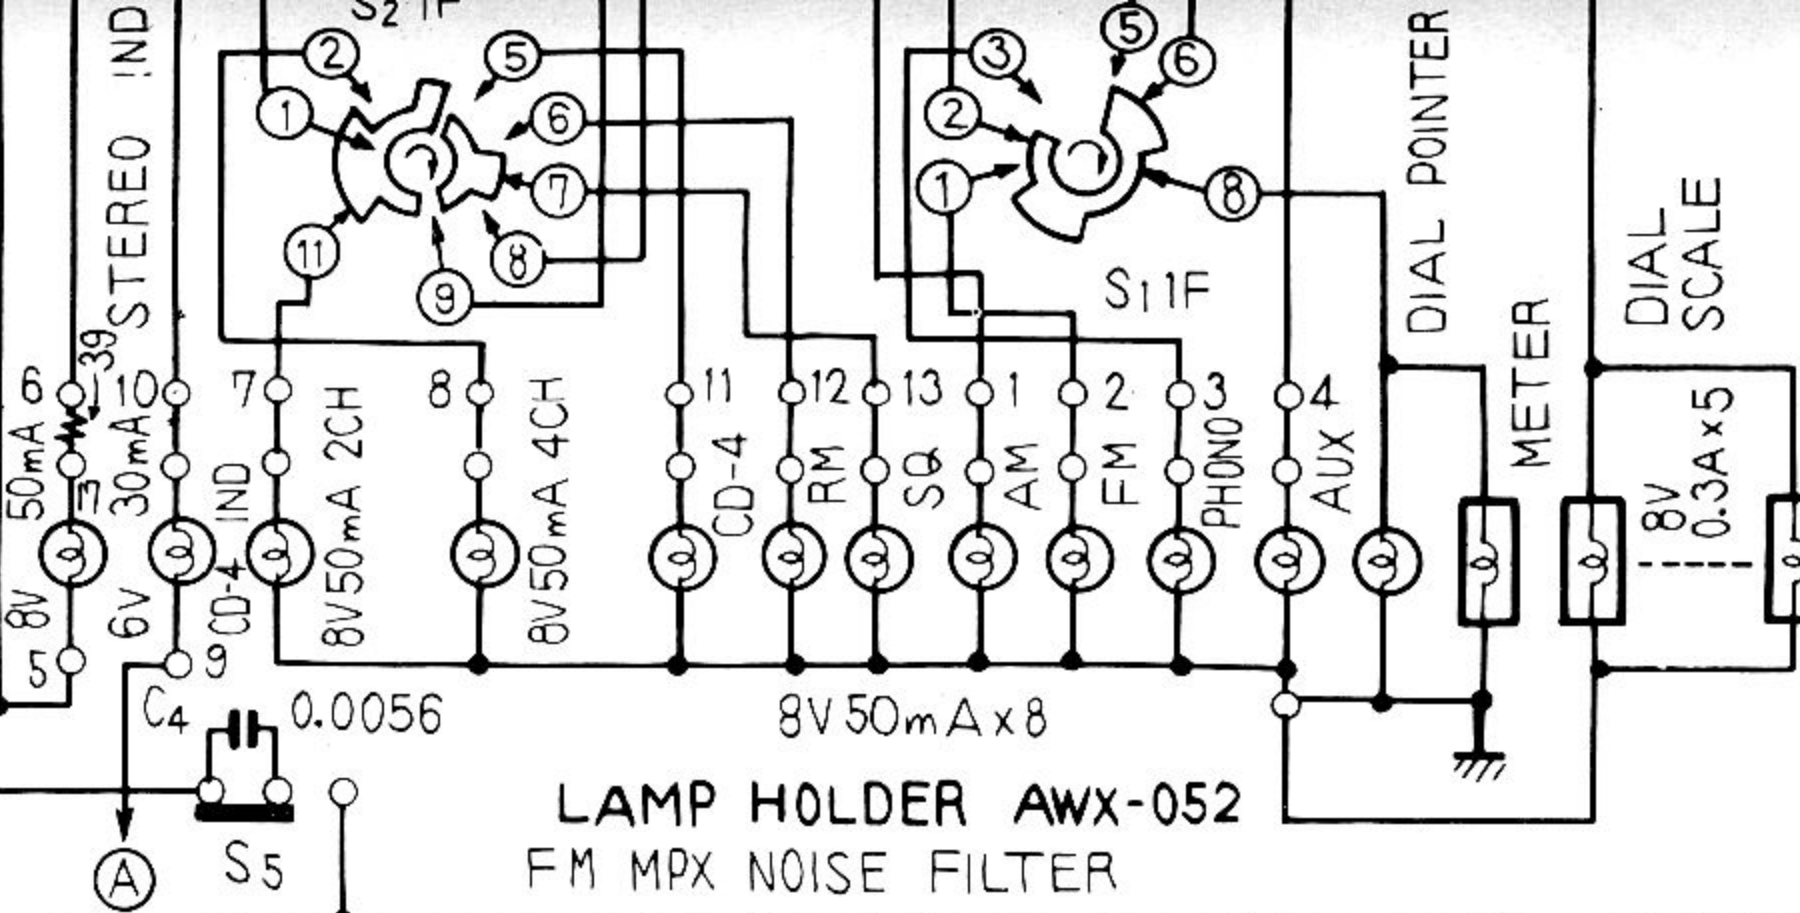 2
5
1
6
7
11
8
9
3
5
6
2
1
8
S1 1F
STEREO IND
DIAL POINTER
METER
DIAL
SCALE
8V
0.3A x 5
39
6
10
7
8
11
12
13
1
2
3
4
50mA
8V
30mA
6V
CD-4 IND
8V50mA 2CH
8V50mA 4CH
CD-4
RM
SQ
AM
FM
PHONO
AUX
5
9
C4
0.0056
8V 50mA x 8
LAMP HOLDER AWX-052
FM MPX NOISE FILTER
A
S5